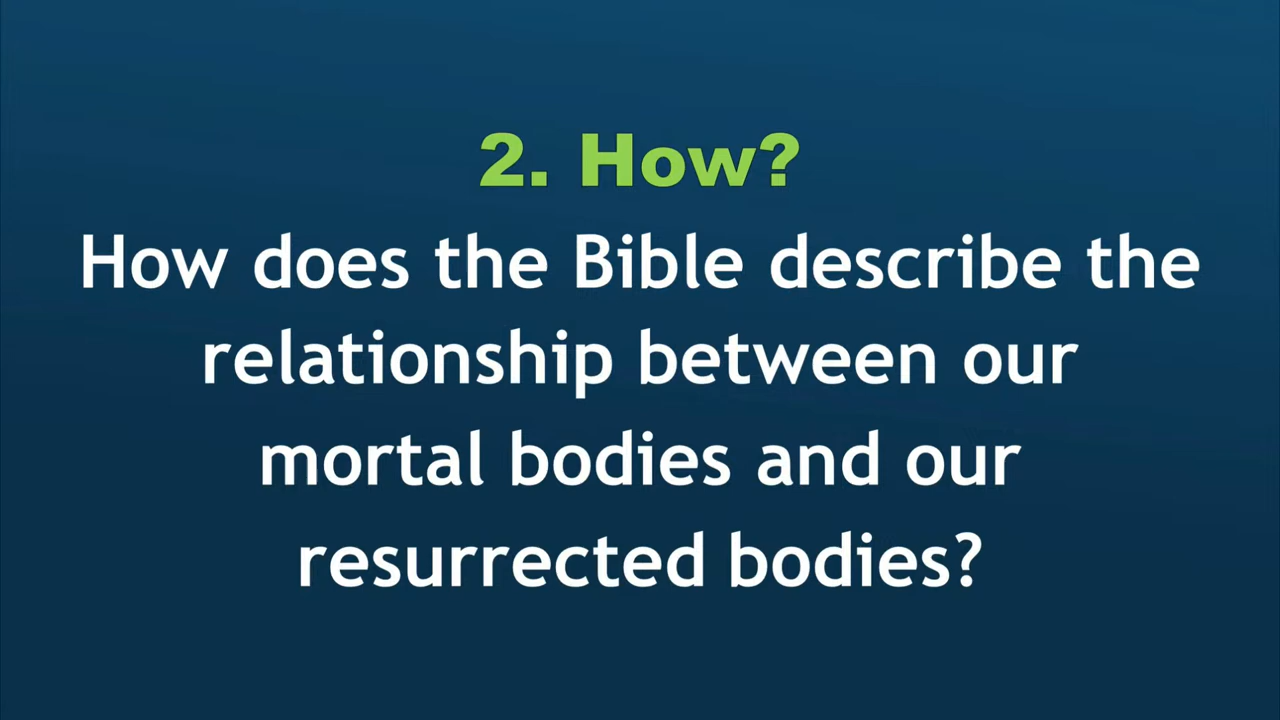 2. How?
How does the Bible describe the
relationship between our
mortal bodies and our
resurrected bodies?